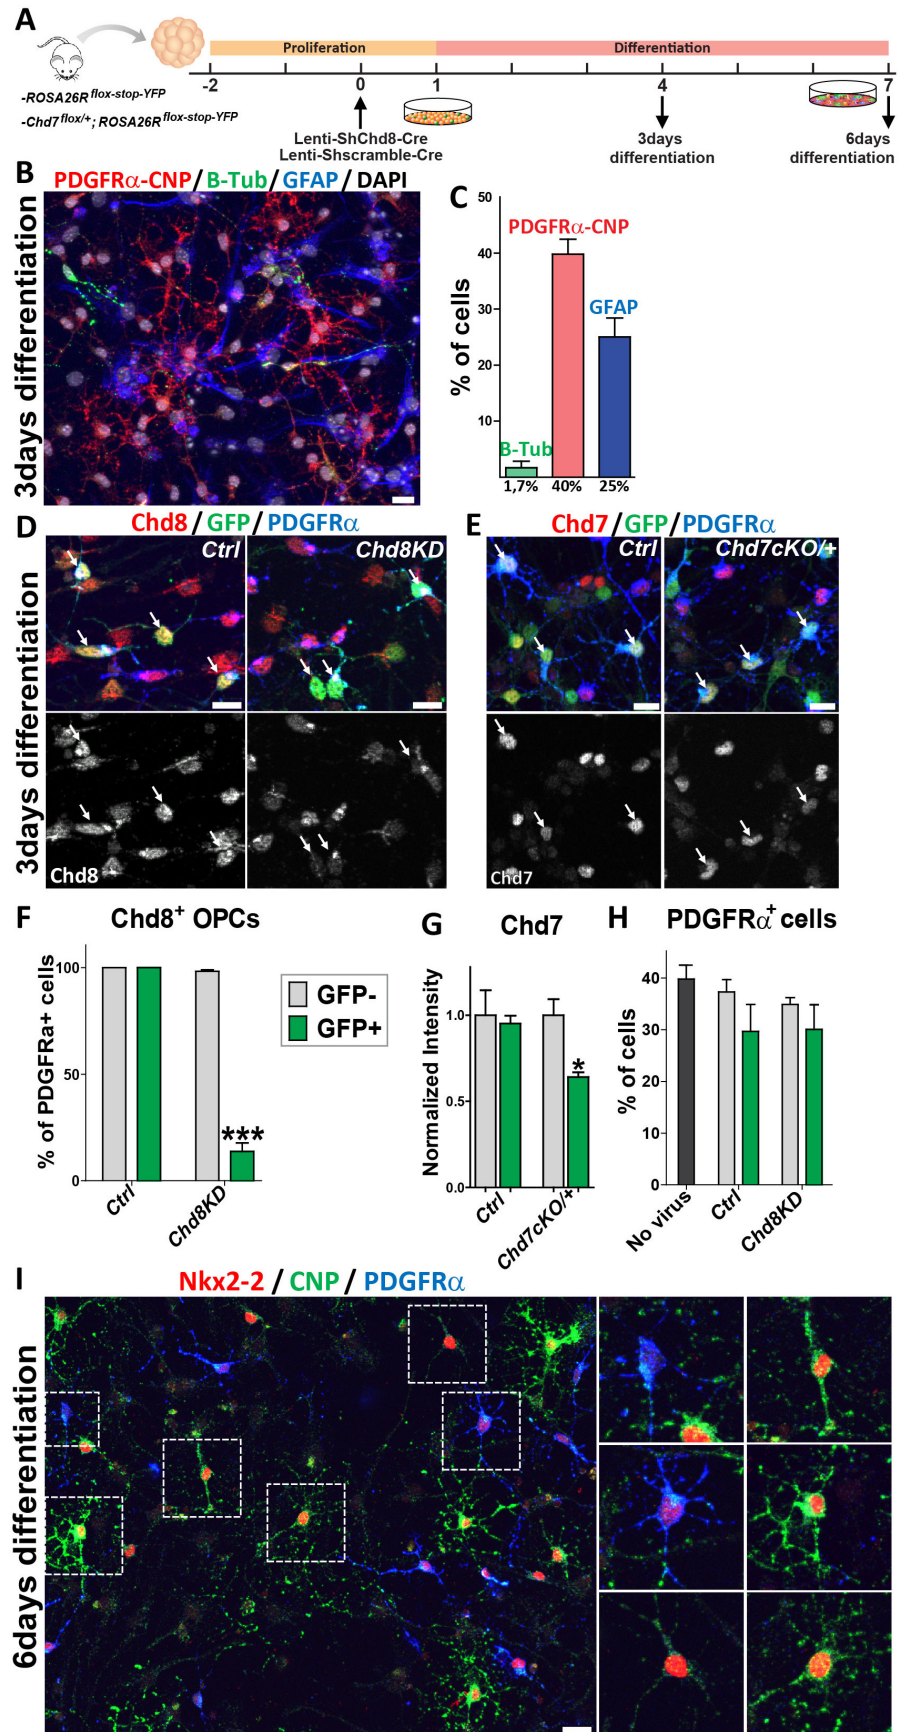 A
Proliferation
Differentiation
-2
0
1
4
7
-ROSA26R flox-stop-YFP
-Chd7 flox/+; ROSA26R flox-stop-YFP
Lenti-ShChd8-Cre
Lenti-Shscramble-Cre
3days
differentiation
6days
differentiation
B
PDGFRα-CNP/B-Tub/GFAP/DAPI
3days differentiation
C
% of cells
50
40
30
20
10
PDGFRα-CNP
GFAP
B-Tub
1,7%
40%
25%
D
Chd8/GFP/PDGFRα
Ctrl
Chd8KD
3days differentiation
Chd8
E
Chd7/GFP/PDGFRα
Ctrl
Chd7cKO/+
Chd7
F
Chd8+ OPCs
% of PDGFRa+ cells
100
50
0
Ctrl
Chd8KD
***
GFP-
GFP+
G
Chd7
Normalized Intensity
1.0
0.5
0.0
Ctrl
Chd7cKO/+
*
H
PDGFRα+ cells
% of cells
40
30
20
10
0
No virus
Ctrl
Chd8KD
I
Nkx2-2 / CNP / PDGFRα
6days differentiation